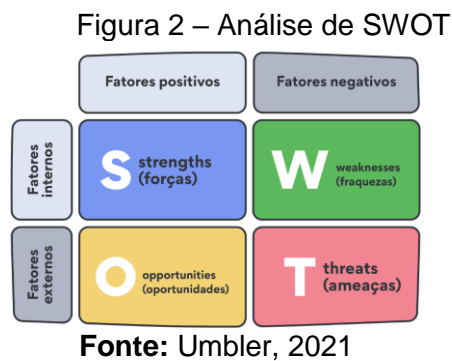 Figura 2 – Análise de SWOT
Fatores positivos
Fatores negativos
Fatores
internos
S strengths
(forças)
W weaknesses
(fraquezas)
Fatores
externos
O opportunities
(oportunidades)
T threats
(ameaças)
Fonte: Umbler, 2021